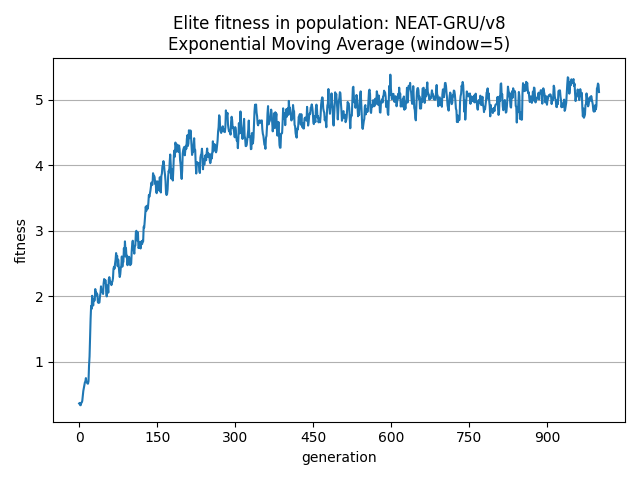 Elite fitness in population: NEAT-GRU/v8
Exponential Moving Average (window=5)
fitness
5
4
3
2
1
0 150 300 450 600 750 900
generation